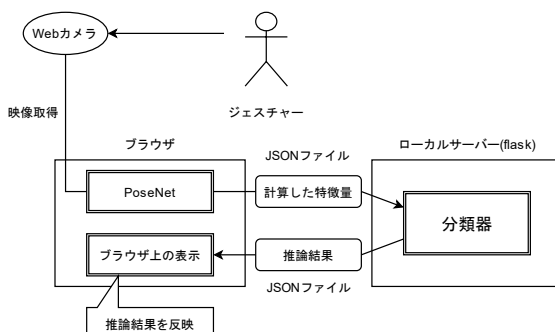 Webカメラ
ジェスチャー
映像取得
ブラウザ
JSONファイル
ローカルサーバー(flask)
PoseNet
計算した特徴量
分類器
ブラウザ上の表示
推論結果
JSONファイル
推論結果を反映